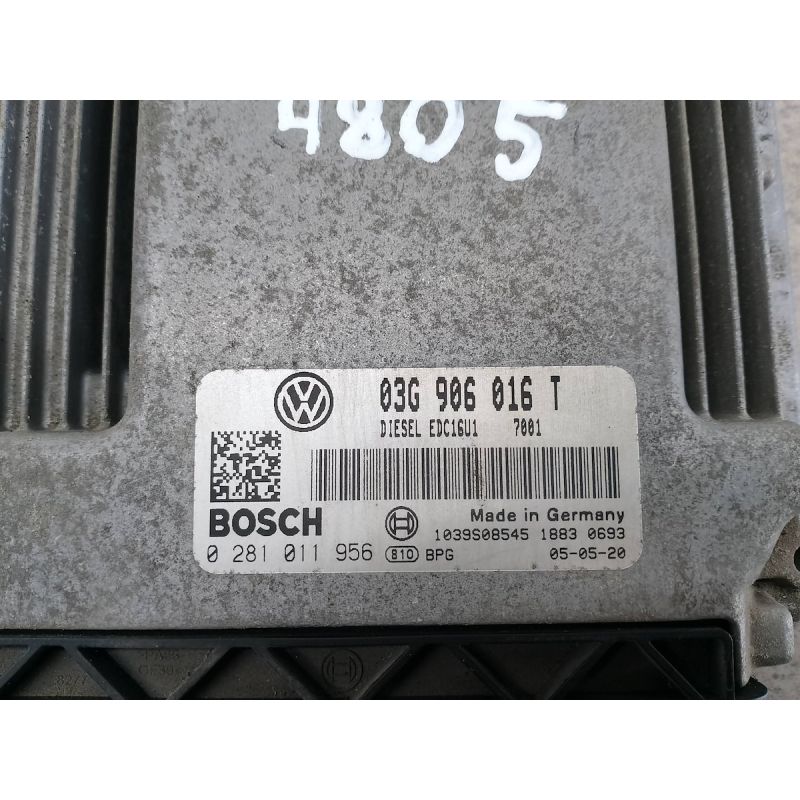 4805
03G 906 016 T
DIESEL EDC16U1 7001
BOSCH
Made in Germany
1039S08545 1883 0693
0 281 011 956 810 BPG 05-05-20